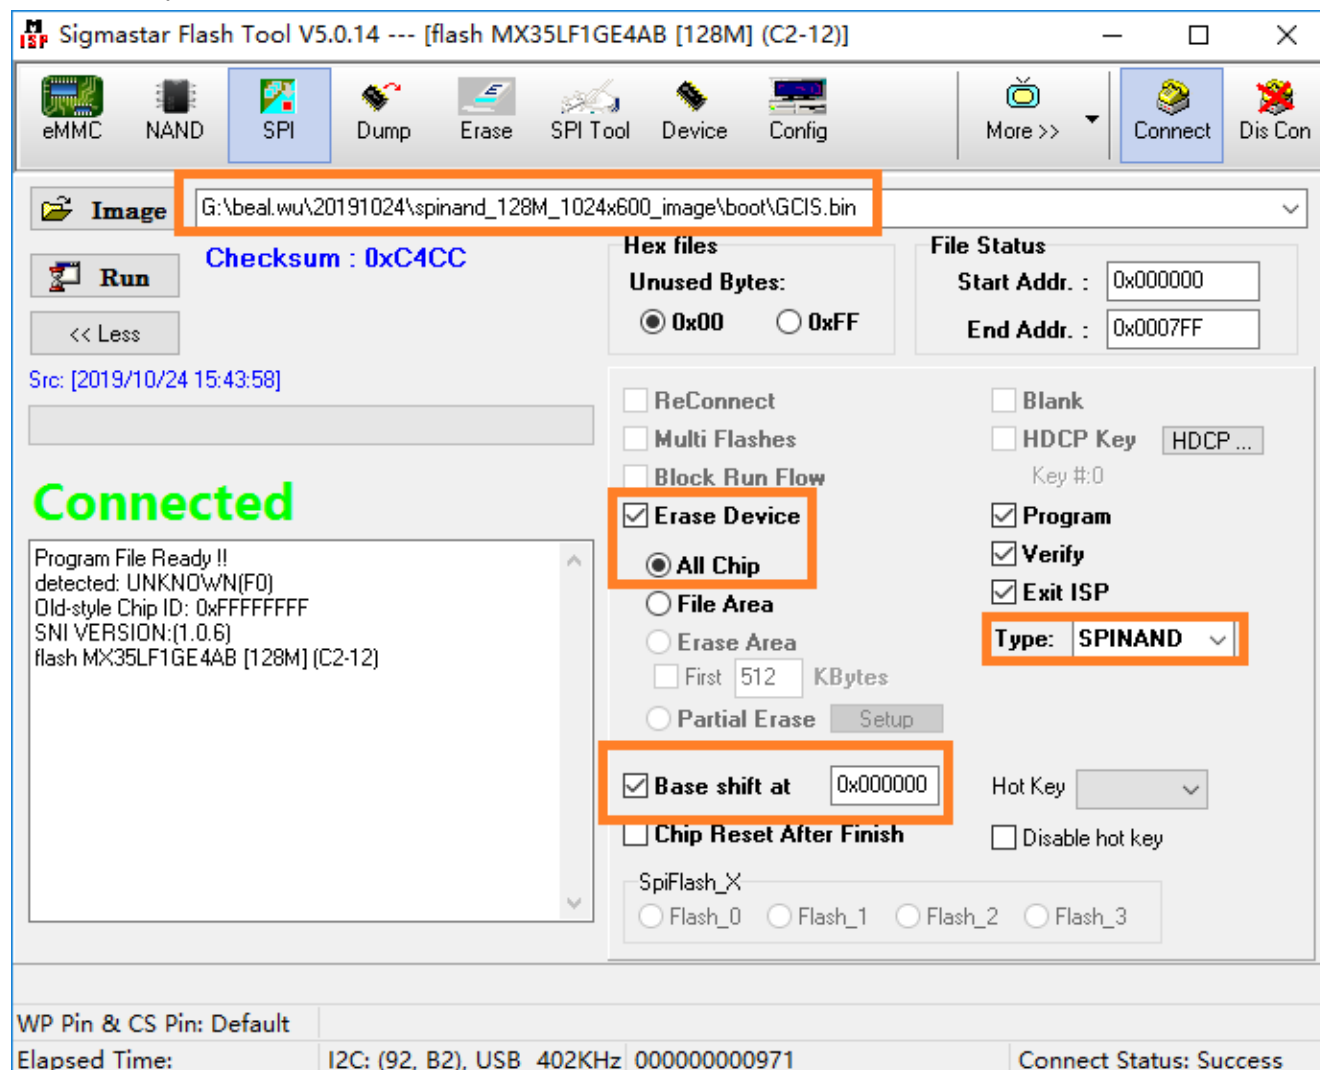 MISP Sigmastar Flash Tool V5.0.14 --- [flash MX35LF1GE4AB [128M] (C2-12)]
eMMC NAND SPI Dump Erase SPI Tool Device Config More >> Connect Dis Con
Image G:\beal.wu\20191024\spinand_128M_1024x600_image\boot\GCIS.bin
Checksum : 0xC4CC
Run
<< Less
Hex files
Unused Bytes:
0x00 0xFF
File Status
Start Addr. : 0x000000
End Addr. : 0x0007FF
Src: [2019/10/24 15:43:58]
Connected
Program File Ready !!
detected: UNKNOWN(F0)
Old-style Chip ID: 0xFFFFFFFF
SNI VERSION:(1.0.6)
flash MX35LF1GE4AB [128M] (C2-12)
ReConnect
Multi Flashes
Block Run Flow
Erase Device
All Chip
File Area
Erase Area
First 512 KBytes
Partial Erase Setup
Base shift at 0x000000
Chip Reset After Finish
Blank
HDCP Key HDCP ...
Key #:0
Program
Verify
Exit ISP
Type: SPINAND
Hot Key
Disable hot key
SpiFlash_X
Flash_0 Flash_1 Flash_2 Flash_3
WP Pin & CS Pin: Default
Elapsed Time: I2C: (92, B2), USB 402KHz 000000000971 Connect Status: Success